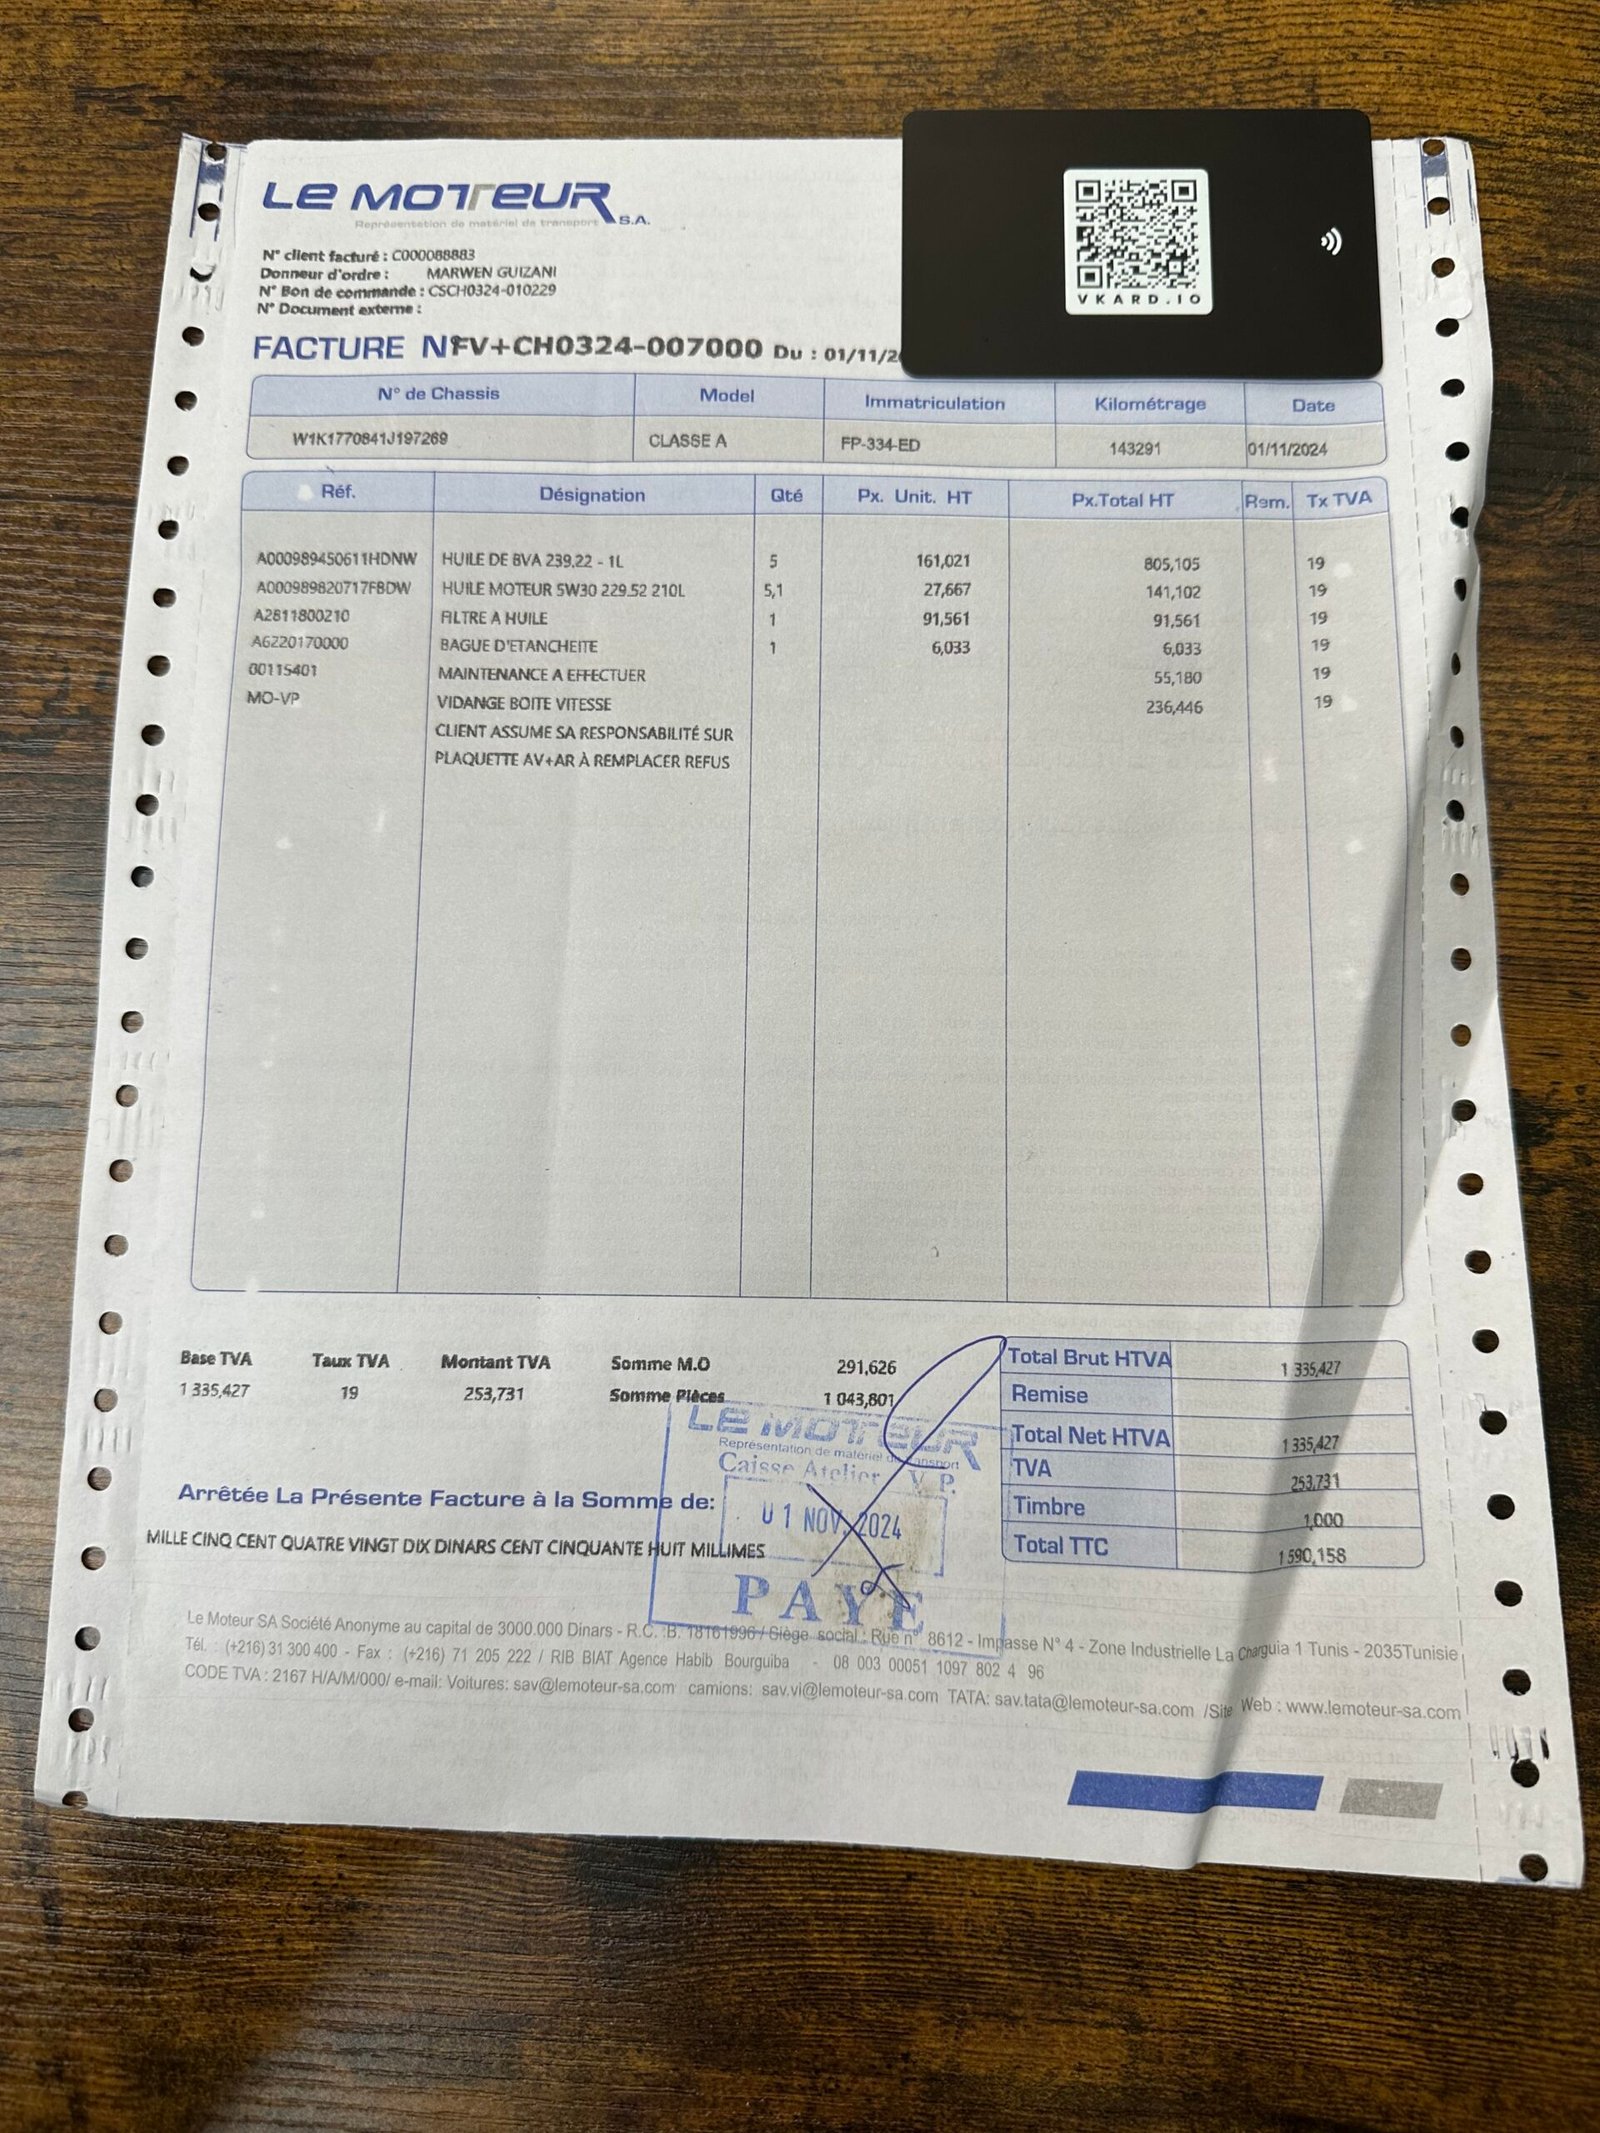 LE MOTEUR S.A.
Représentation de matériel de transport
VKARD.IO
N° client facturé : C000088883
Donneur d'ordre : MARWEN GUIZANI
N° Bon de commande : CSCH0324-010229
N° Document externe :
FACTURE N°FV+CH0324-007000 Du : 01/11/2
N° de Chassis Model Immatriculation Kilométrage Date
W1K1770841J197269 CLASSE A FP-334-ED 143291 01/11/2024
Réf. Désignation Qté Px. Unit. HT Px.Total HT Rem. Tx TVA
A000989450611HDNW HUILE DE BVA 239.22 - 1L 5 161,021 805,105 19
A000989820717FBDW HUILE MOTEUR 5W30 229.52 210L 5,1 27,667 141,102 19
A2811800210 FILTRE A HUILE 1 91,561 91,561 19
A6220170000 BAGUE D'ETANCHEITE 1 6,033 6,033 19
00115401 MAINTENANCE A EFFECTUER 55,180 19
MO-VP VIDANGE BOITE VITESSE 236,446 19
CLIENT ASSUME SA RESPONSABILITÉ SUR
PLAQUETTE AV+AR À REMPLACER REFUS
Base TVA Taux TVA Montant TVA Somme M.O 291,626
1 335,427 19 253,731 Somme Pièces 1 043,801
Total Brut HTVA 1 335,427
Remise
Total Net HTVA 1 335,427
TVA 253,731
Timbre 1,000
Total TTC 1 590,158
LE MOTEUR
Représentation de matériel de transport
Caisse Atelier V.P.
01 NOV. 2024
PAYE
Arrêtée La Présente Facture à la Somme de:
MILLE CINQ CENT QUATRE VINGT DIX DINARS CENT CINQUANTE HUIT MILLIMES
Le Moteur SA Société Anonyme au capital de 3000.000 Dinars - R.C. :B. 18161996 / Siège social : Rue n° 8612 - Impasse N° 4 - Zone Industrielle La Charguia 1 Tunis - 2035Tunisie
Tél. : (+216) 31 300 400 - Fax : (+216) 71 205 222 / RIB BIAT Agence Habib Bourguiba - 08 003 00051 1097 802 4 96
CODE TVA : 2167 H/A/M/000/ e-mail: Voitures: sav@lemoteur-sa.com camions: sav.vi@lemoteur-sa.com TATA: sav.tata@lemoteur-sa.com /Site Web : www.lemoteur-sa.com